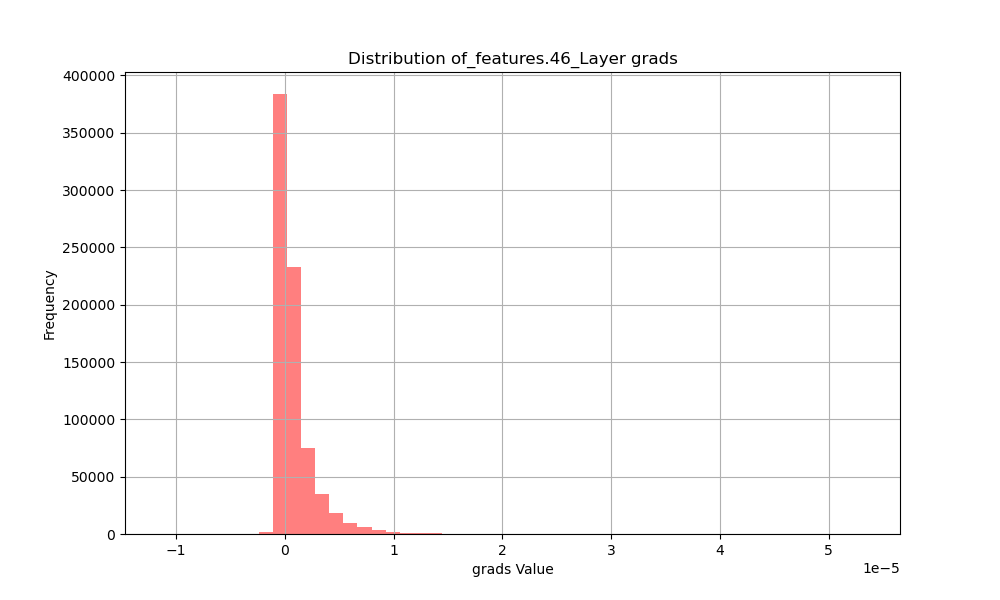 Distribution of_features.46_Layer grads
400000
350000
300000
250000
200000
150000
100000
50000
0
Frequency
−1 0 1 2 3 4 5
1e−5
grads Value